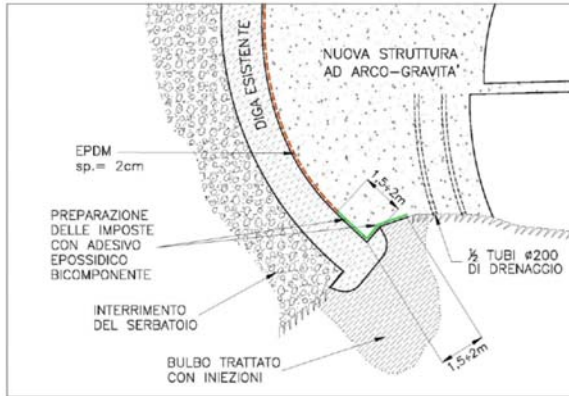 DIGA ESISTENTE
NUOVA STRUTTURA
AD ARCO-GRAVITA'
EPDM
sp.= 2cm
1,5÷2m
PREPARAZIONE
DELLE IMPOSTE
CON ADESIVO
EPOSSIDICO
BICOMPONENTE
½ TUBI ø200
DI DRENAGGIO
INTERRIMENTO
DEL SERBATOIO
1,5÷2m
BULBO TRATTATO
CON INIEZIONI